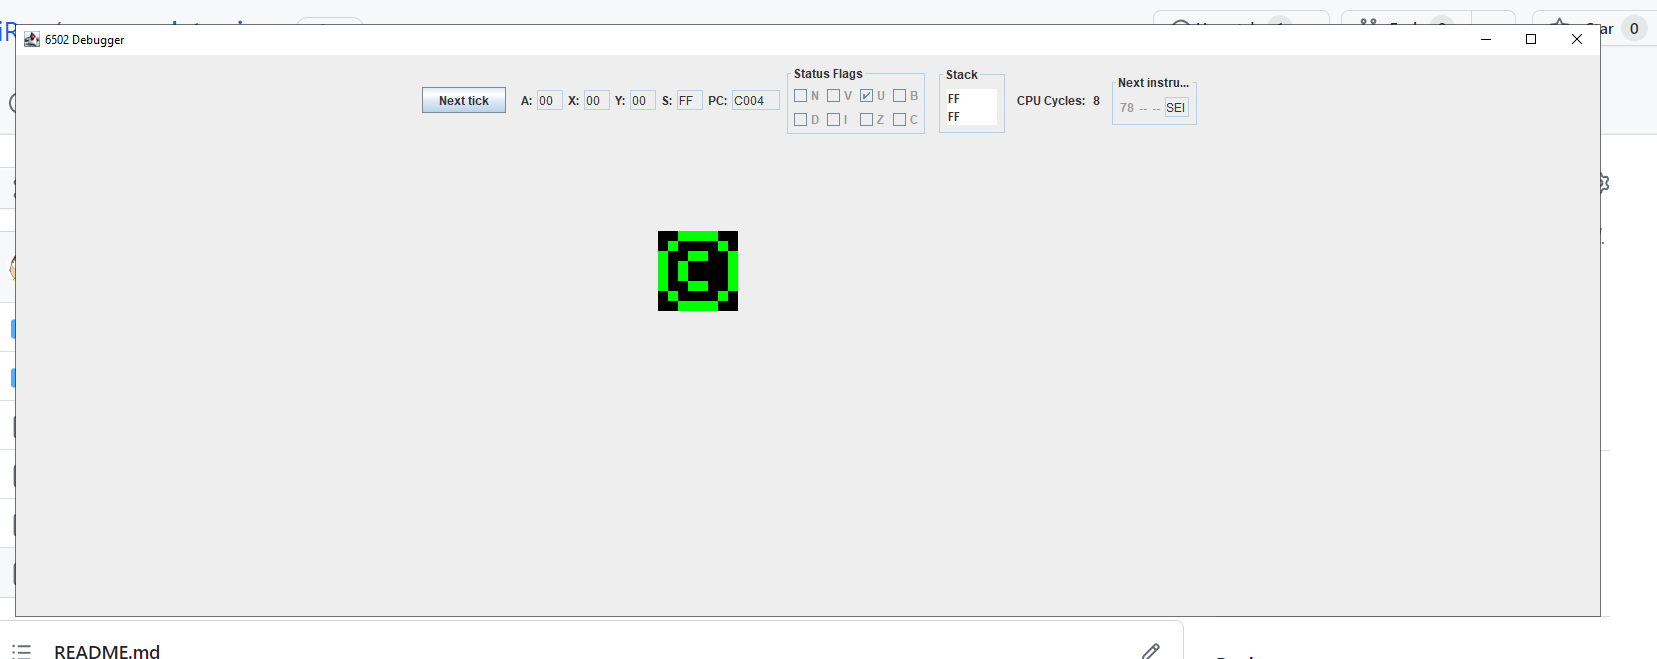 6502 Debugger
Next tick A: 00 X: 00 Y: 00 S: FF PC: C004
Status Flags
N V U B
D I Z C
Stack
FF
FF
CPU Cycles: 8
Next instru...
78 -- -- SEI
C
0
README.md